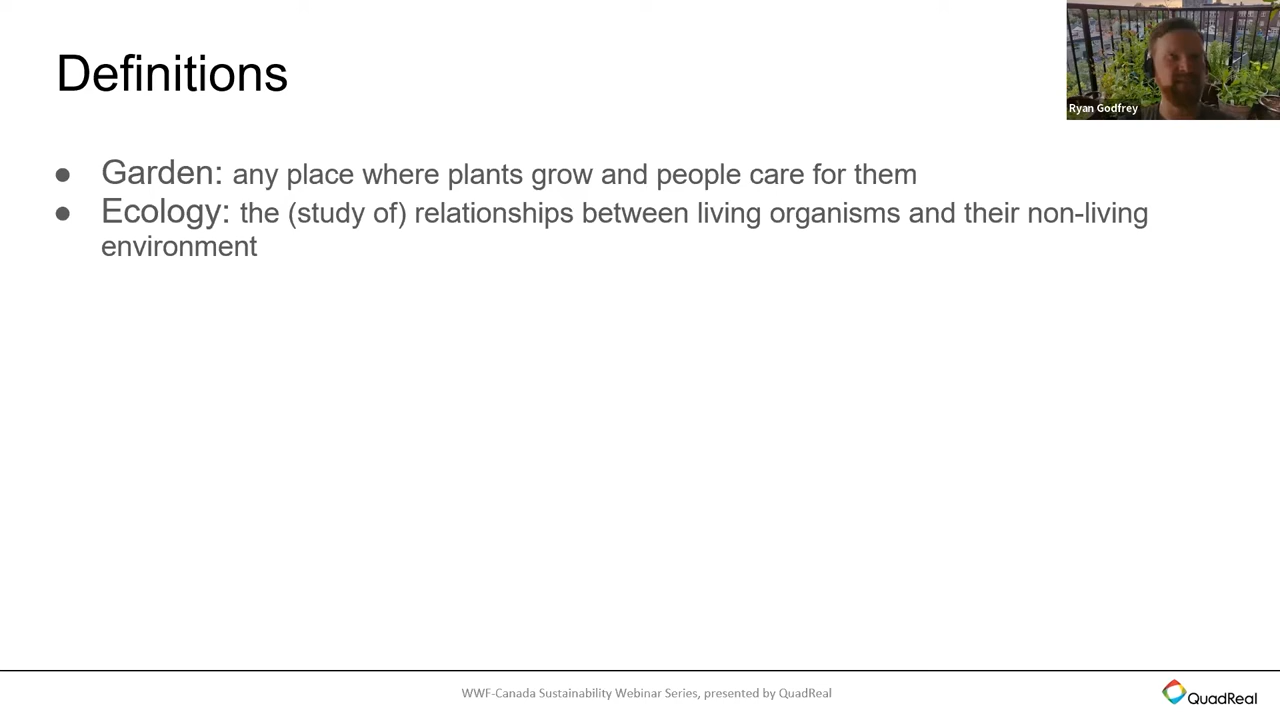 Definitions
Ryan Godfrey
● Garden: any place where plants grow and people care for them
● Ecology: the (study of) relationships between living organisms and their non-living
environment
WWF-Canada Sustainability Webinar Series, presented by QuadReal
QuadReal